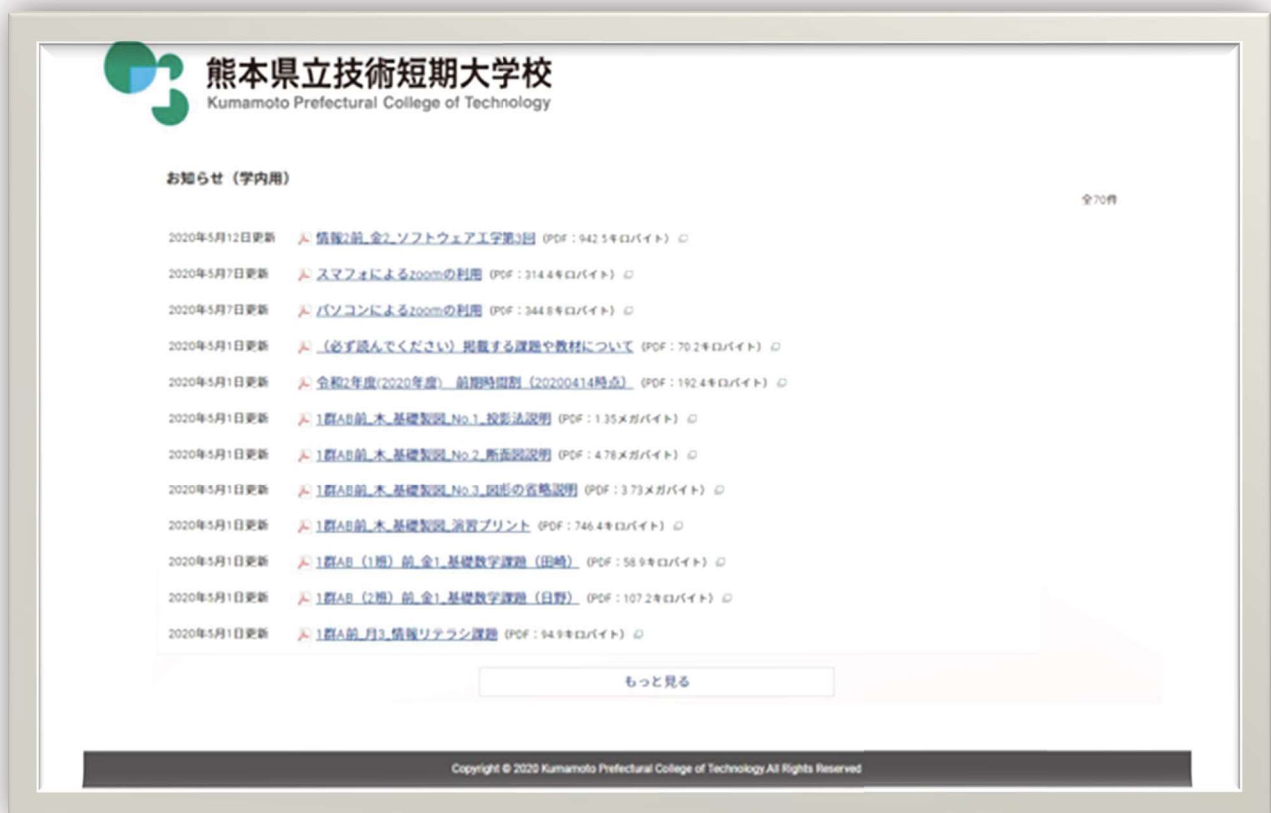 熊本県立技術短期大学校
Kumamoto Prefectural College of Technology
お知らせ（学内用）
全70件
2020年5月12日更新 情報2前_金2_ソフトウェア工学第3回 (PDF：942.5キロバイト)
2020年5月7日更新 スマフォによるzoomの利用 (PDF：314.4キロバイト)
2020年5月7日更新 パソコンによるzoomの利用 (PDF：344.8キロバイト)
2020年5月1日更新 （必ず読んでください）掲載する課題や教材について (PDF：70.2キロバイト)
2020年5月1日更新 令和2年度(2020年度)　前期時間割（20200414時点） (PDF：192.4キロバイト)
2020年5月1日更新 1群AB前_木_基礎製図_No.1_投影法説明 (PDF：1.35メガバイト)
2020年5月1日更新 1群AB前_木_基礎製図_No.2_断面図説明 (PDF：4.78メガバイト)
2020年5月1日更新 1群AB前_木_基礎製図_No.3_図形の省略説明 (PDF：3.73メガバイト)
2020年5月1日更新 1群AB前_木_基礎製図_演習プリント (PDF：746.4キロバイト)
2020年5月1日更新 1群AB（1班）前_金1_基礎数学課題（田崎） (PDF：58.9キロバイト)
2020年5月1日更新 1群AB（2班）前_金1_基礎数学課題（日野） (PDF：107.2キロバイト)
2020年5月1日更新 1群A前_月3_情報リテラシ課題 (PDF：94.9キロバイト)
もっと見る
Copyright © 2020 Kumamoto Prefectural College of Technology.All Rights Reserved